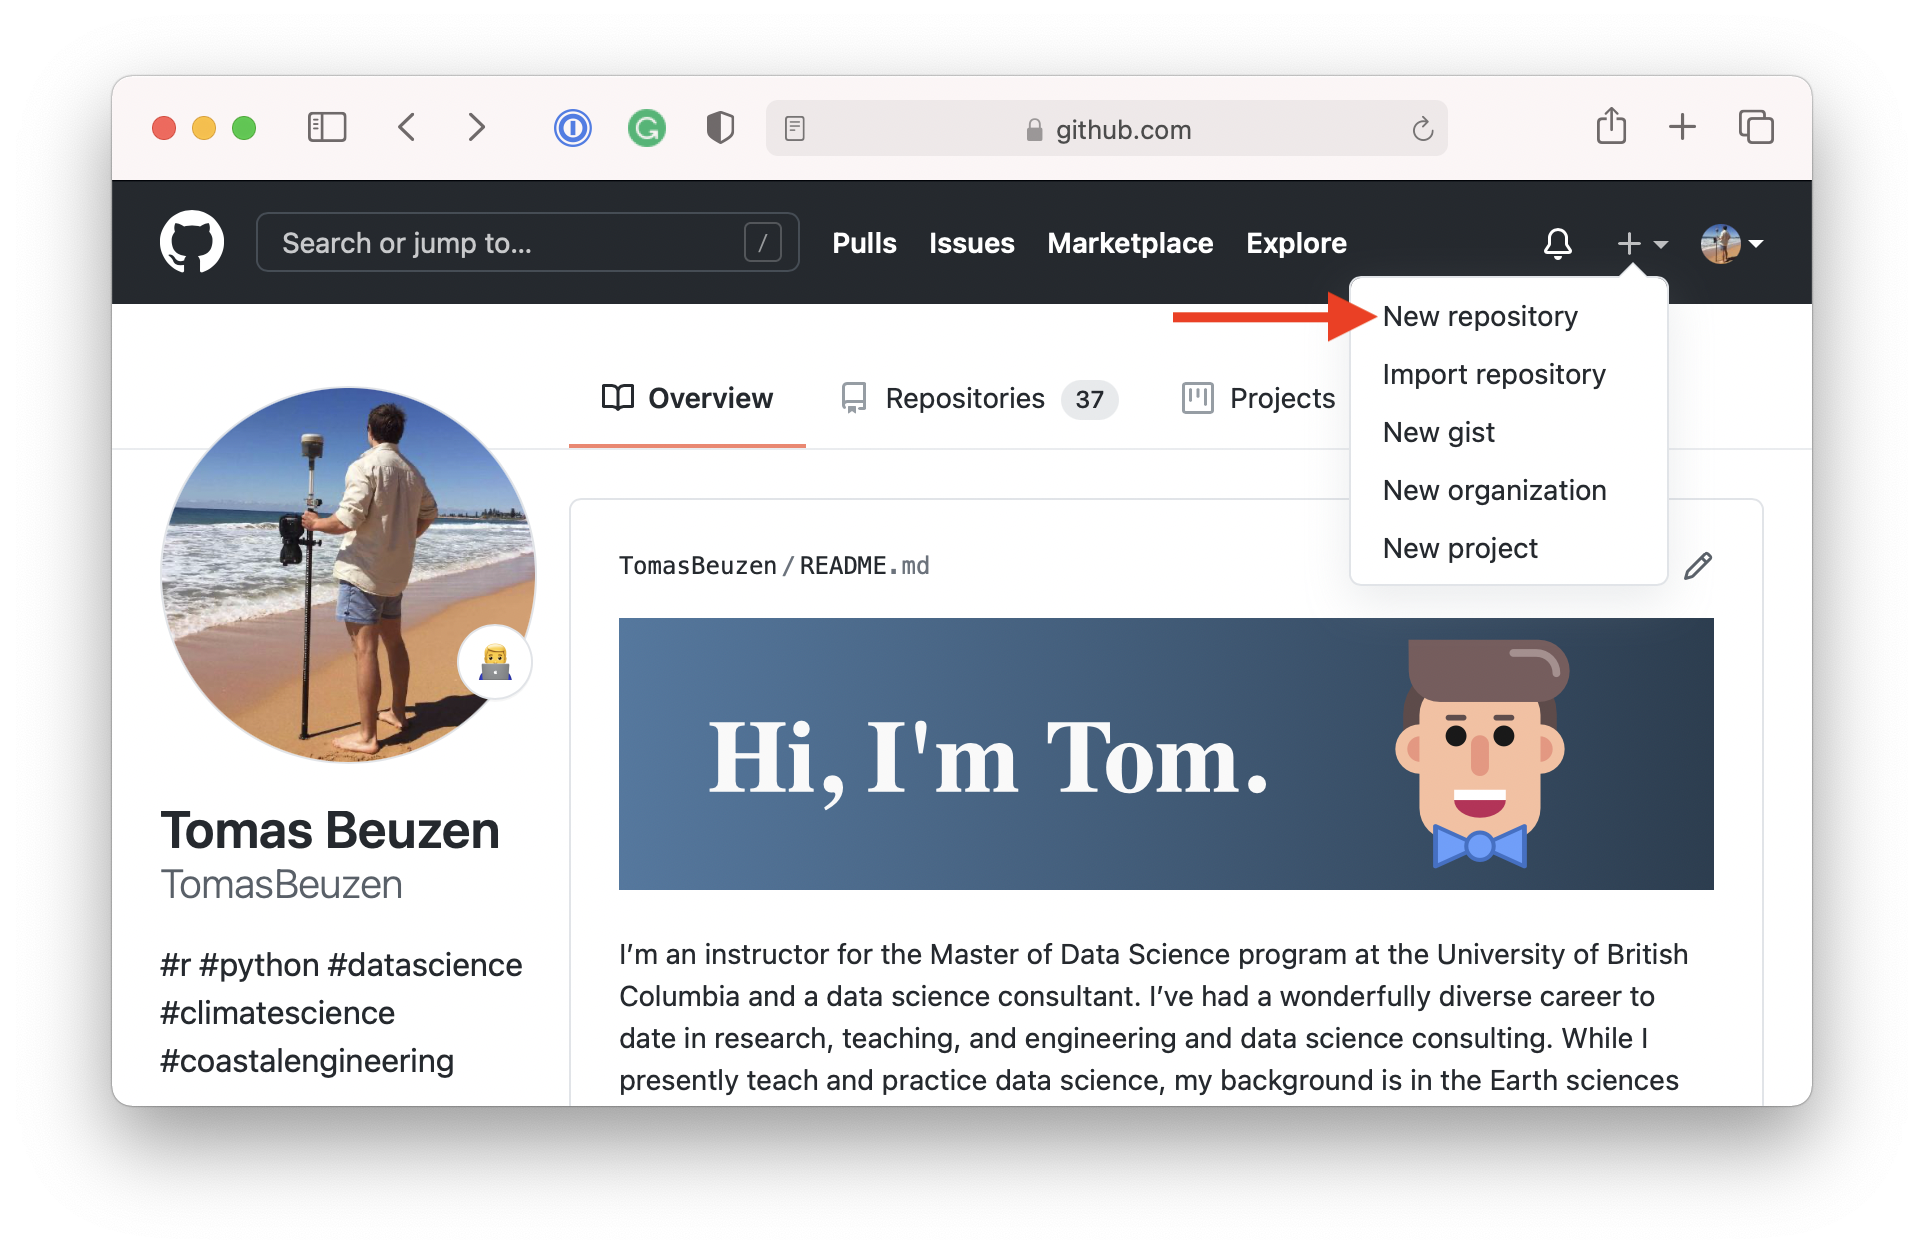 github.com
Search or jump to...
/
Pulls
Issues
Marketplace
Explore
New repository
Import repository
New gist
New organization
New project
Overview
Repositories 37
Projects
TomasBeuzen/README.md
Hi, I'm Tom.
Tomas Beuzen
TomasBeuzen
#r #python #datascience
#climatescience
#coastalengineering
I’m an instructor for the Master of Data Science program at the University of British
Columbia and a data science consultant. I’ve had a wonderfully diverse career to
date in research, teaching, and engineering and data science consulting. While I
presently teach and practice data science, my background is in the Earth sciences